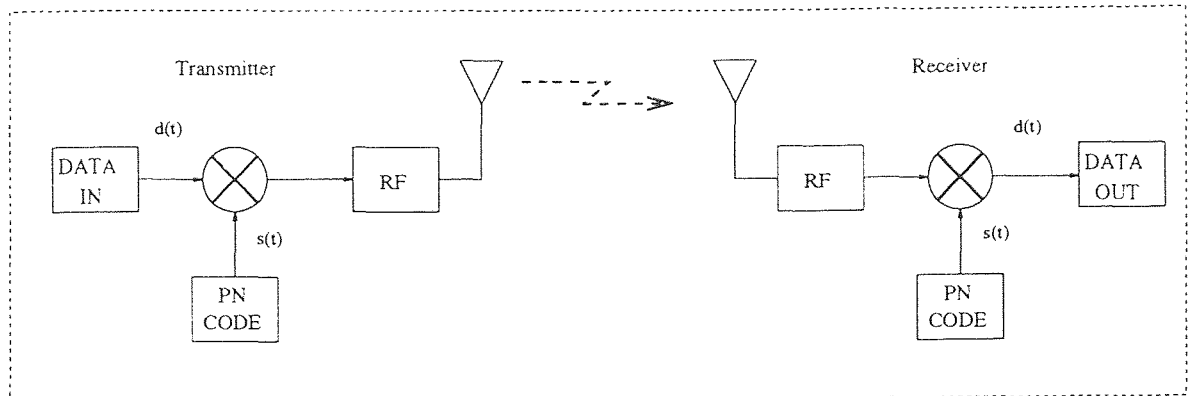 Transmitter
d(t)
DATA
IN
RF
s(t)
PN
CODE
Receiver
d(t)
RF
DATA
OUT
s(t)
PN
CODE